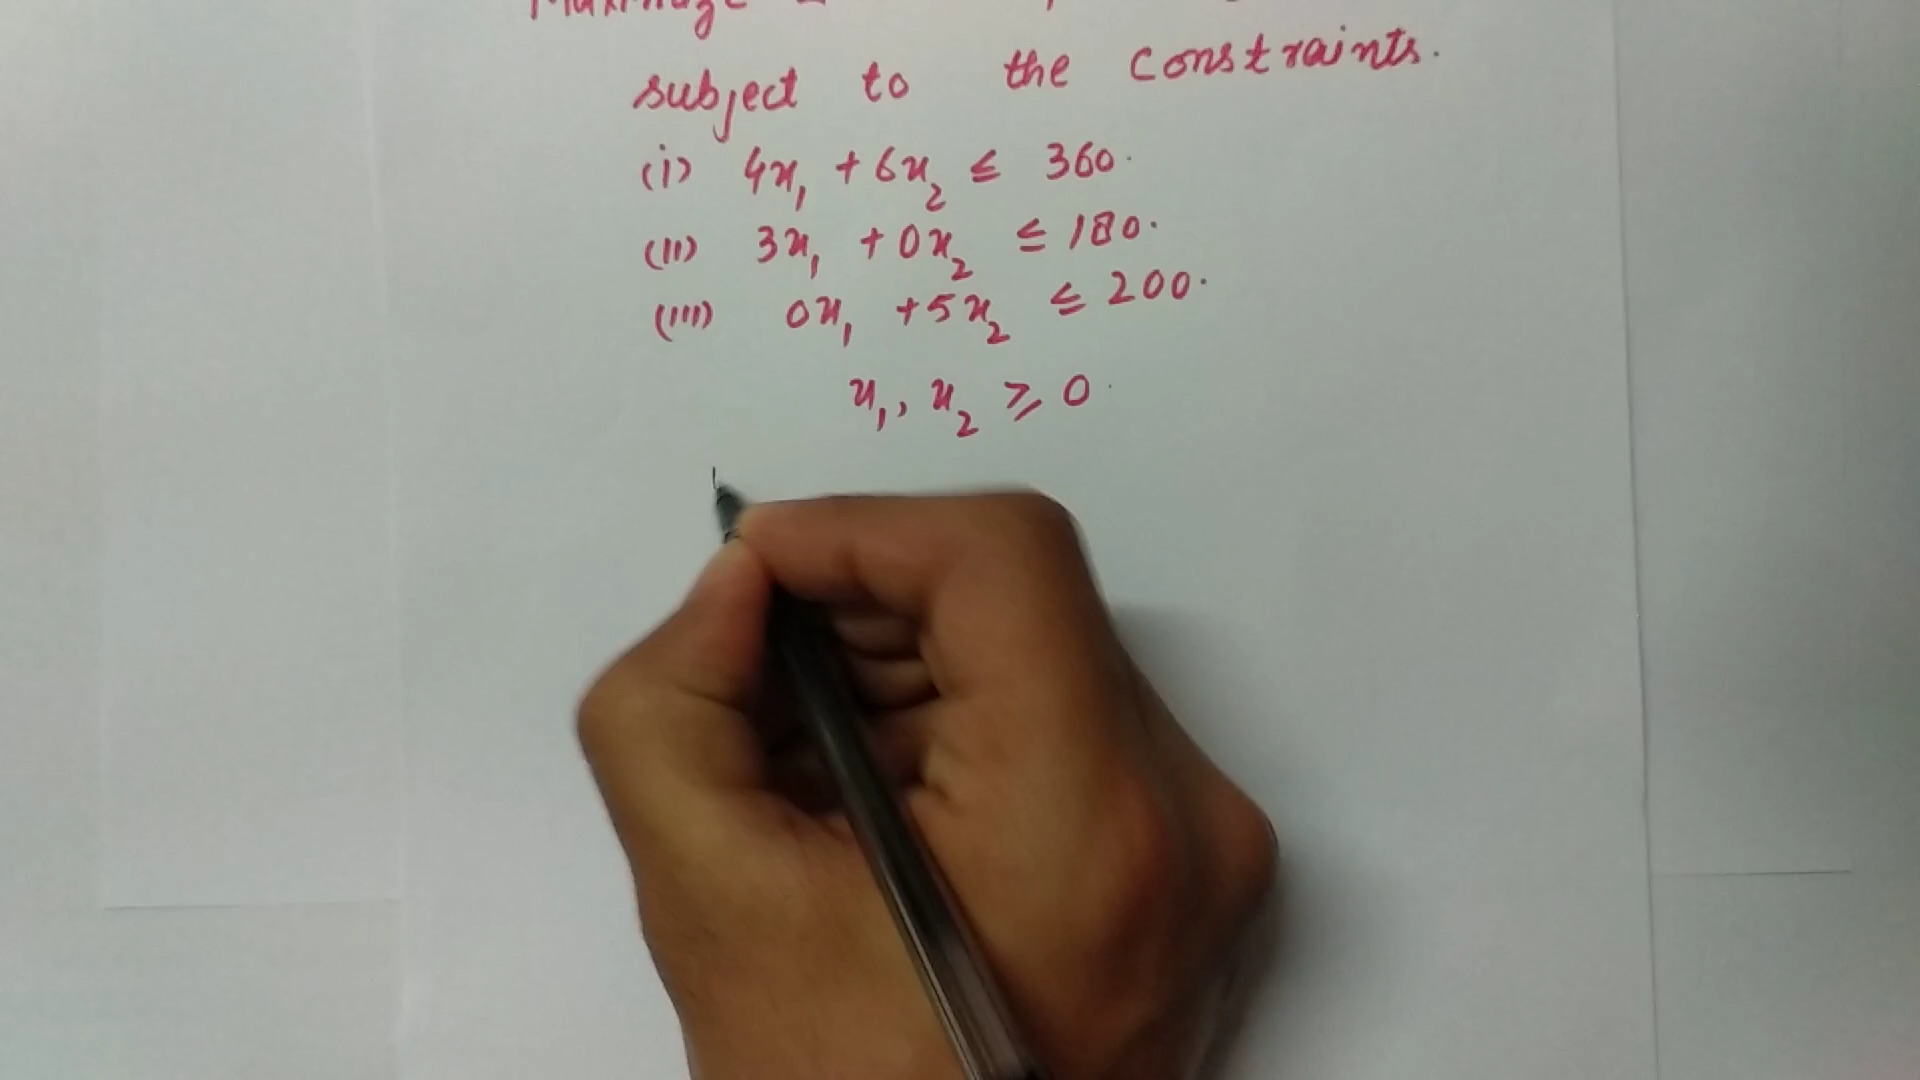 subject to the constraints.
(i) 4x₁ + 6x₂ ≤ 360.
(ii) 3x₁ + 0x₂ ≤ 180.
(iii) 0x₁ + 5x₂ ≤ 200.
x₁, x₂ ≥ 0.